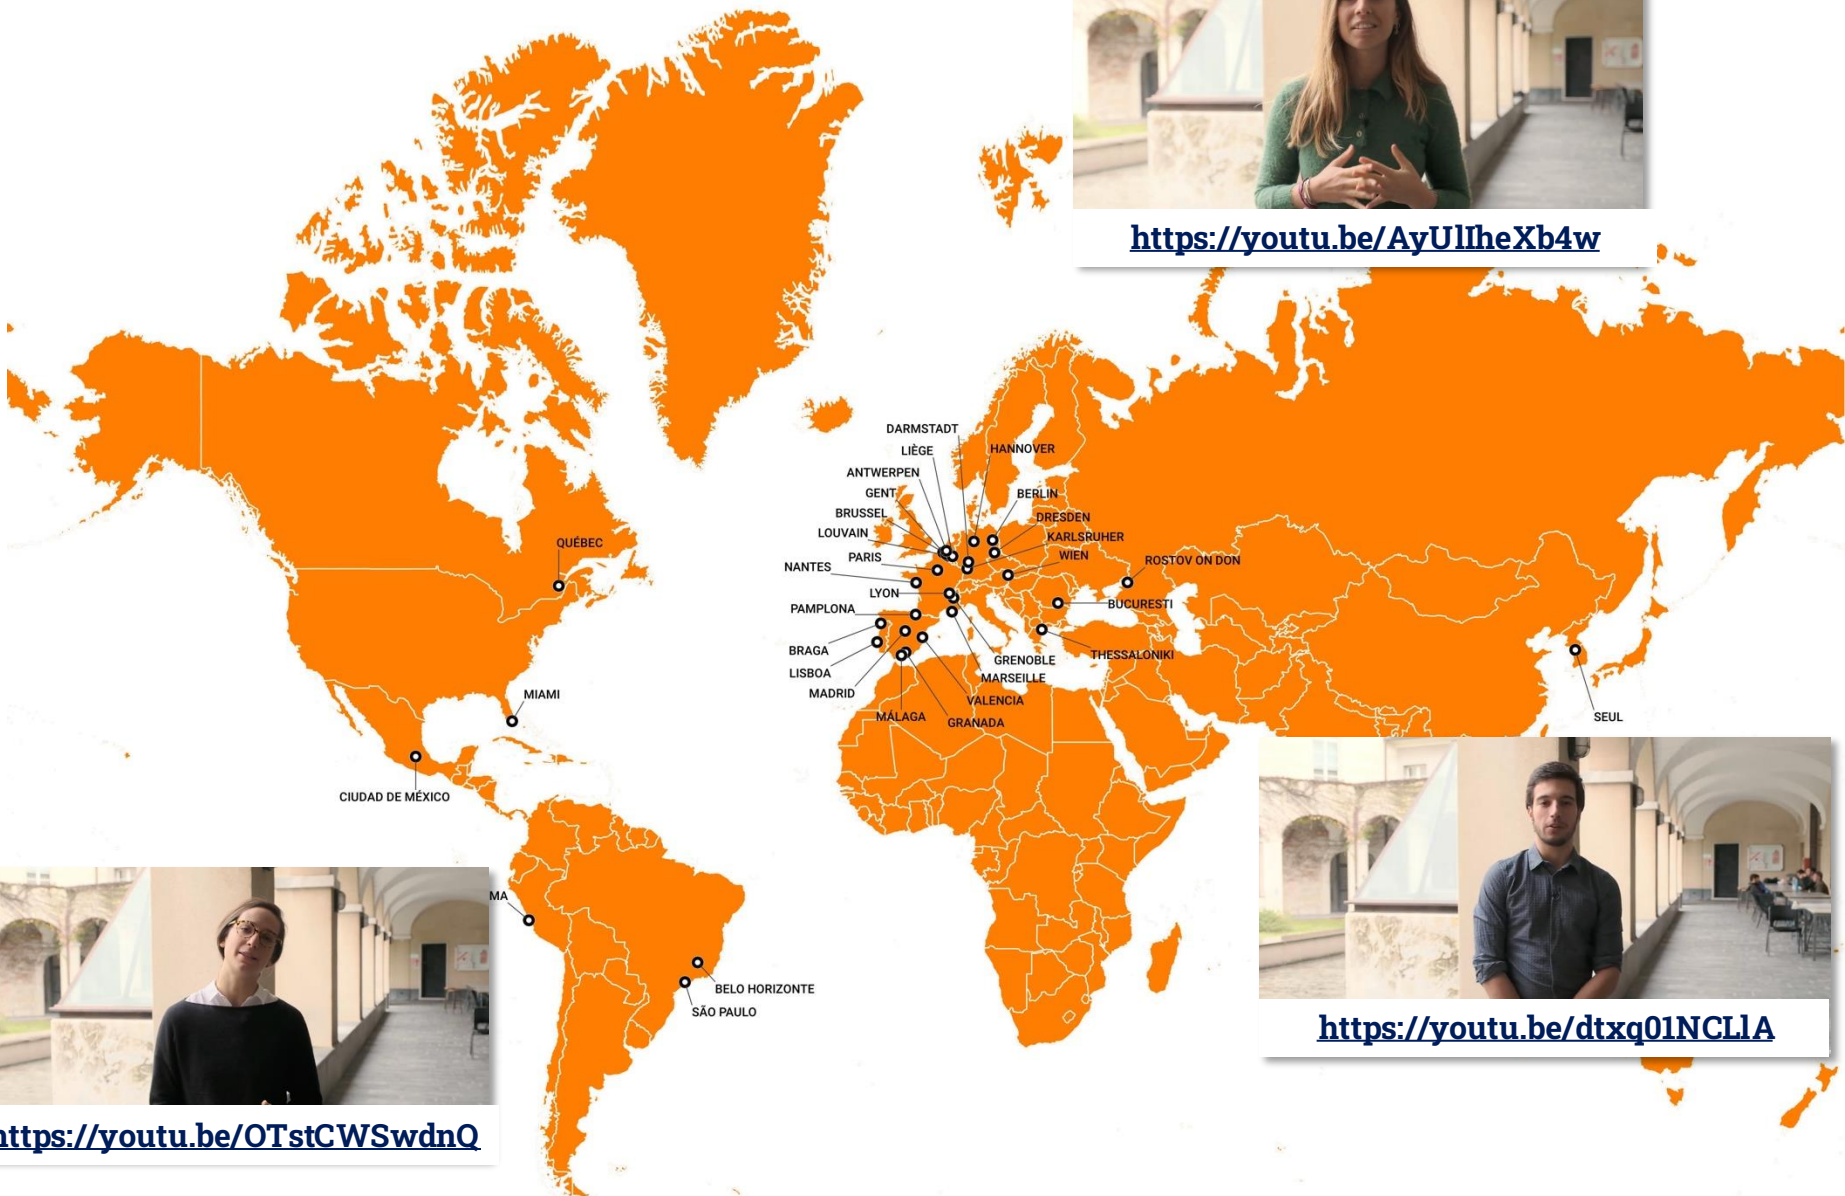 https://youtu.be/AyUlIheXb4w
DARMSTADT
LIÈGE
HANNOVER
ANTWERPEN
GENT
BERLIN
BRUSSEL
DRESDEN
LOUVAIN
KARLSRUHER
QUÉBEC
PARIS
WIEN
ROSTOV ON DON
NANTES
LYON
BUCURESTI
PAMPLONA
BRAGA
THESSALONIKI
GRENOBLE
LISBOA
MARSEILLE
MADRID
MIAMI
VALENCIA
MÁLAGA
GRANADA
SEUL
CIUDAD DE MÉXICO
MA
BELO HORIZONTE
SÃO PAULO
https://youtu.be/dtxq01NCLlA
https://youtu.be/OTstCWSwdnQ